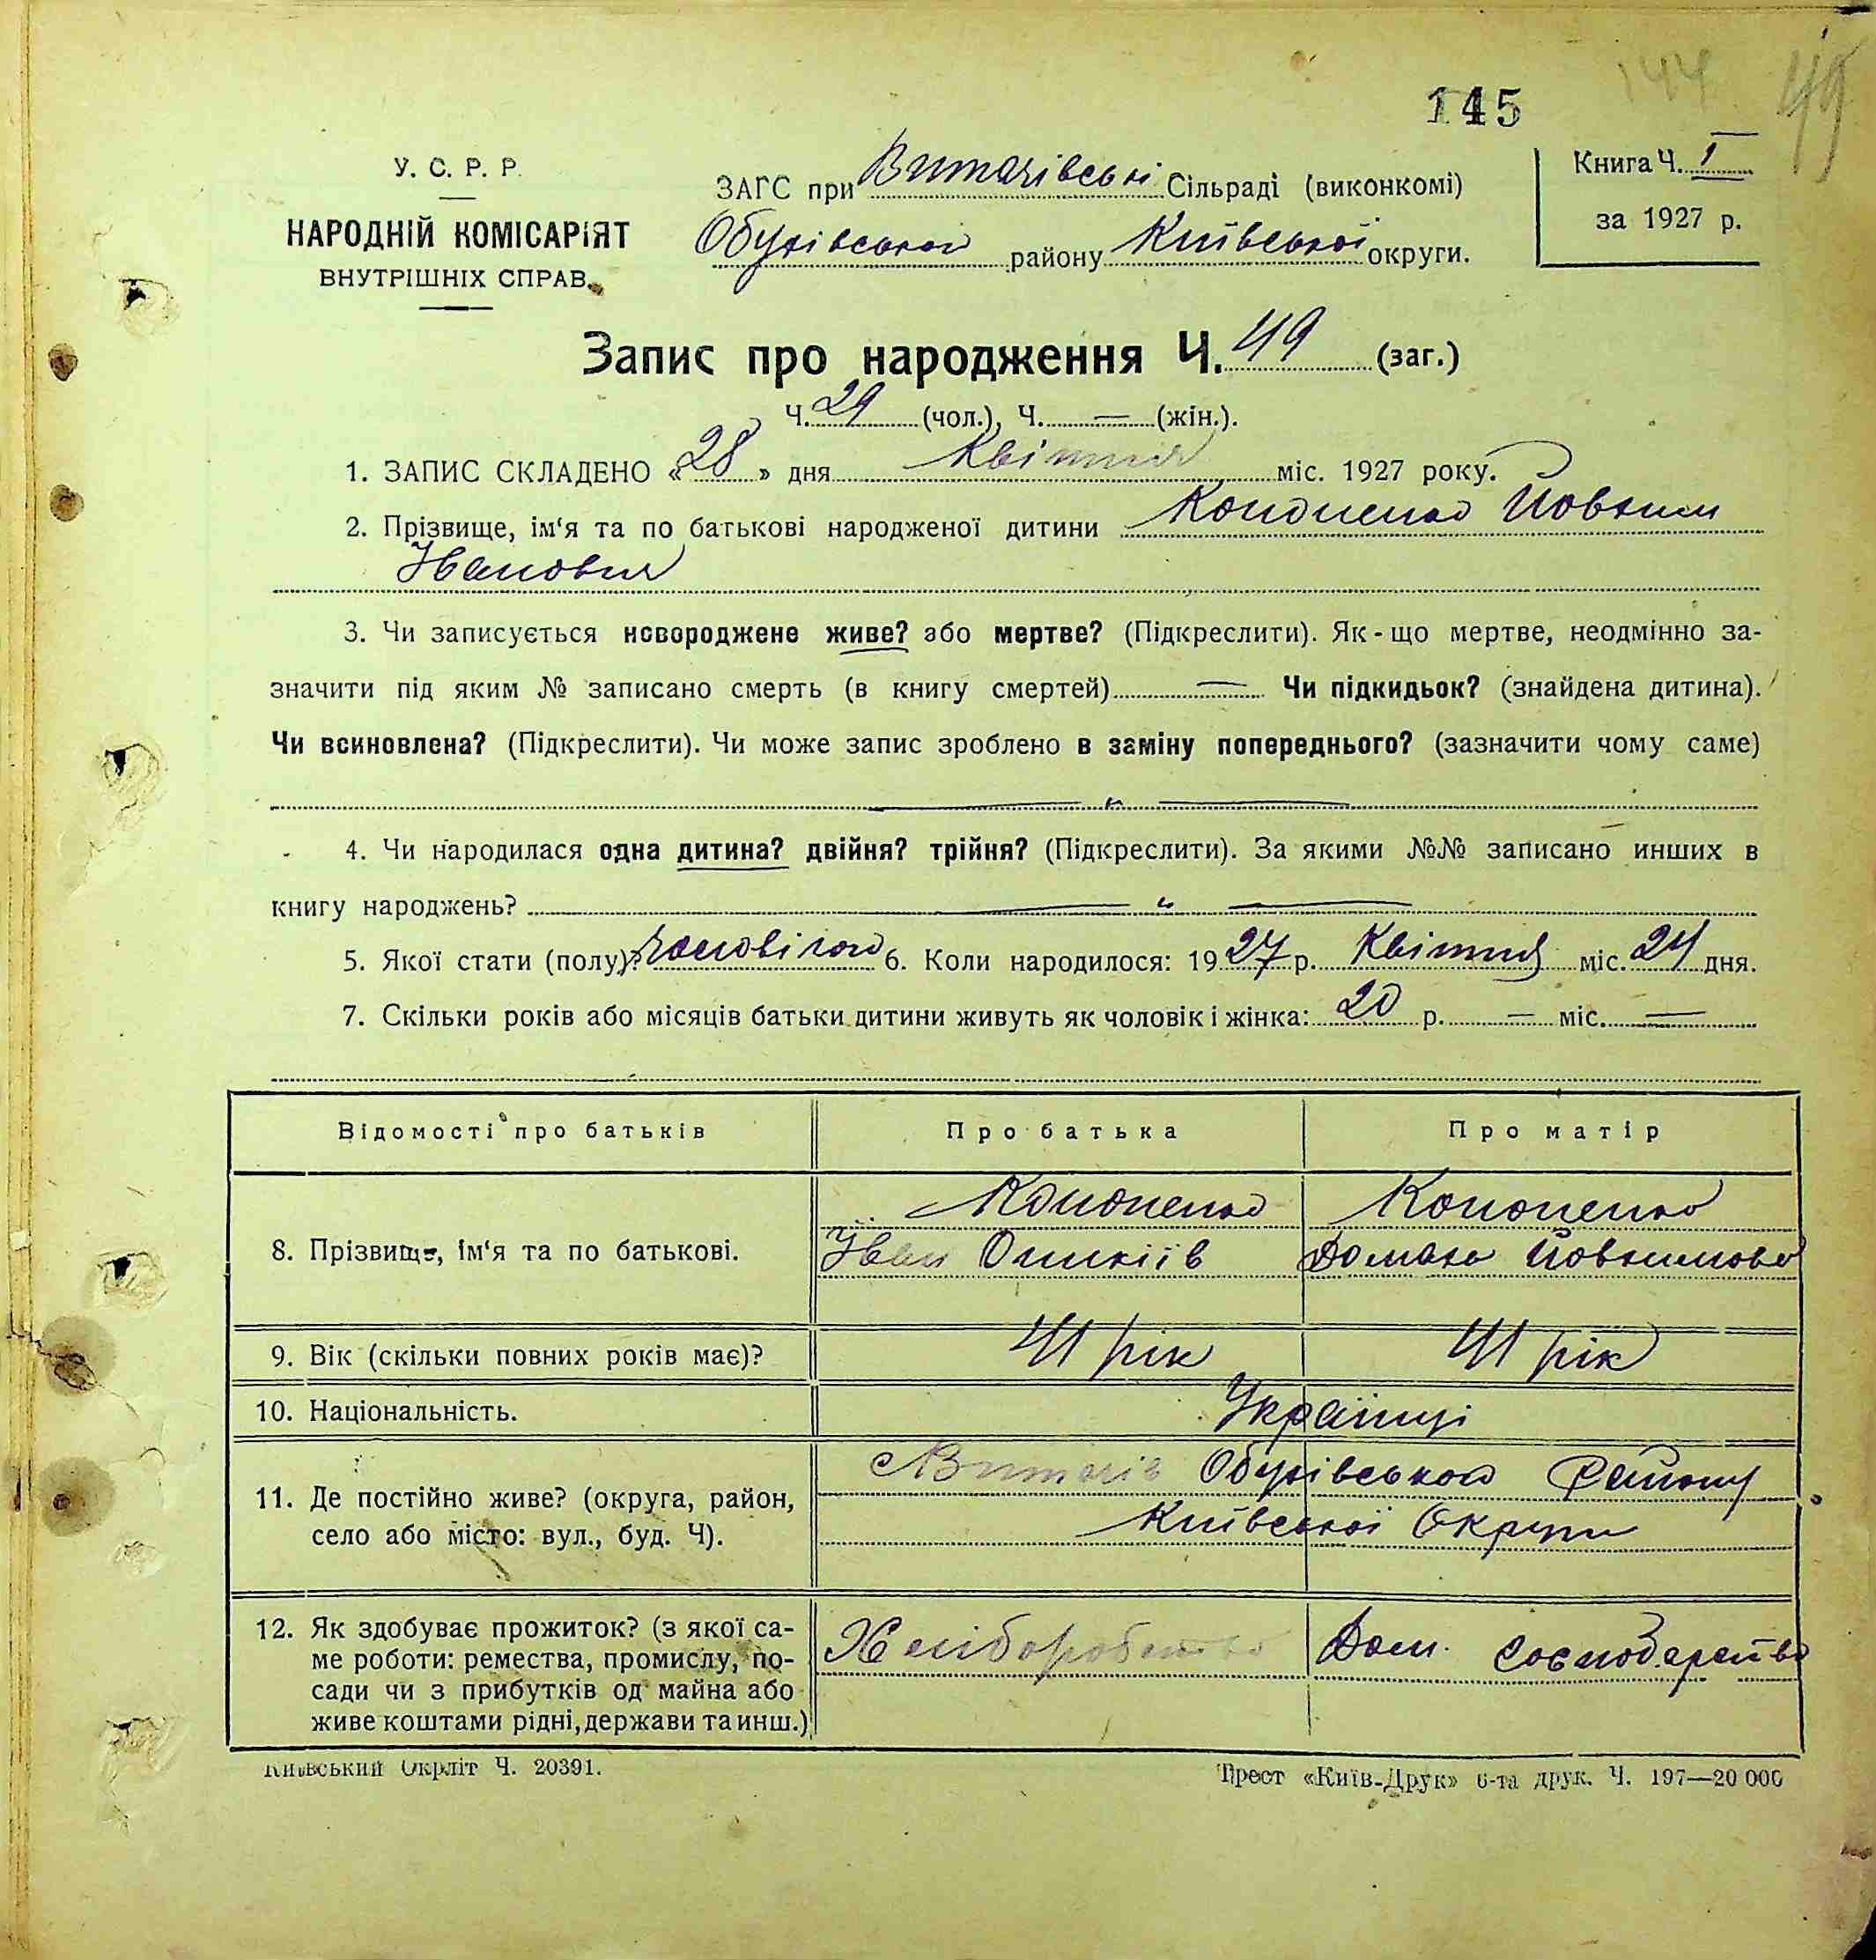 144 49
145
У. С. Р. Р.
НАРОДНІЙ КОМІСАРІЯТ
ВНУТРІШНІХ СПРАВ.
ЗАГС при Витачівські Сільраді (виконкомі)
Обухівського району Київської округи.
Книга Ч. I
за 1927 р.
Запис про народження Ч. 49 (заг.)
Ч. 29 (чол.), Ч. — (жін.).
1. ЗАПИС СКЛАДЕНО «28» дня Квітня міс. 1927 року.
2. Прізвище, ім'я та по батькові народженої дитини Кононенко Йовхим
Іванович
3. Чи записується новороджене живе? або мертве? (Підкреслити). Як-що мертве, неодмінно за-
значити під яким № записано смерть (в книгу смертей) — Чи підкидьок? (знайдена дитина).
Чи всиновлена? (Підкреслити). Чи може запис зроблено в заміну попереднього? (зазначити чому саме)
— „ —
4. Чи народилася одна дитина? двійня? трійня? (Підкреслити). За якими №№ записано инших в
книгу народжень? — „ —
5. Якої стати (полу)? чоловічого 6. Коли народилося: 1927 р. Квітня міс. 24 дня.
7. Скільки років або місяців батьки дитини живуть як чоловік і жінка: 20 р. — міс. —
Відомості про батьків Про батька Про матір
8. Прізвище, ім'я та по батькові.
Кононенко Кононенко
Іван Домаха Йовхимова
9. Вік (скільки повних років має)? 41 рік 41 рік
10. Національність. Українці
11. Де постійно живе? (округа, район,
село або місто: вул., буд. Ч).
с Витачів Обухівського Району
Київської Округи
12. Як здобуває прожиток? (з якої са-
ме роботи: ремества, промислу, по-
сади чи з прибутків од майна або
живе коштами рідні, держави та инш.)
Хліборобство Дом. Господарство
Київський Окрліт Ч. 20391.
Трест «Київ-Друк» 6-та друк. Ч. 197—20 000